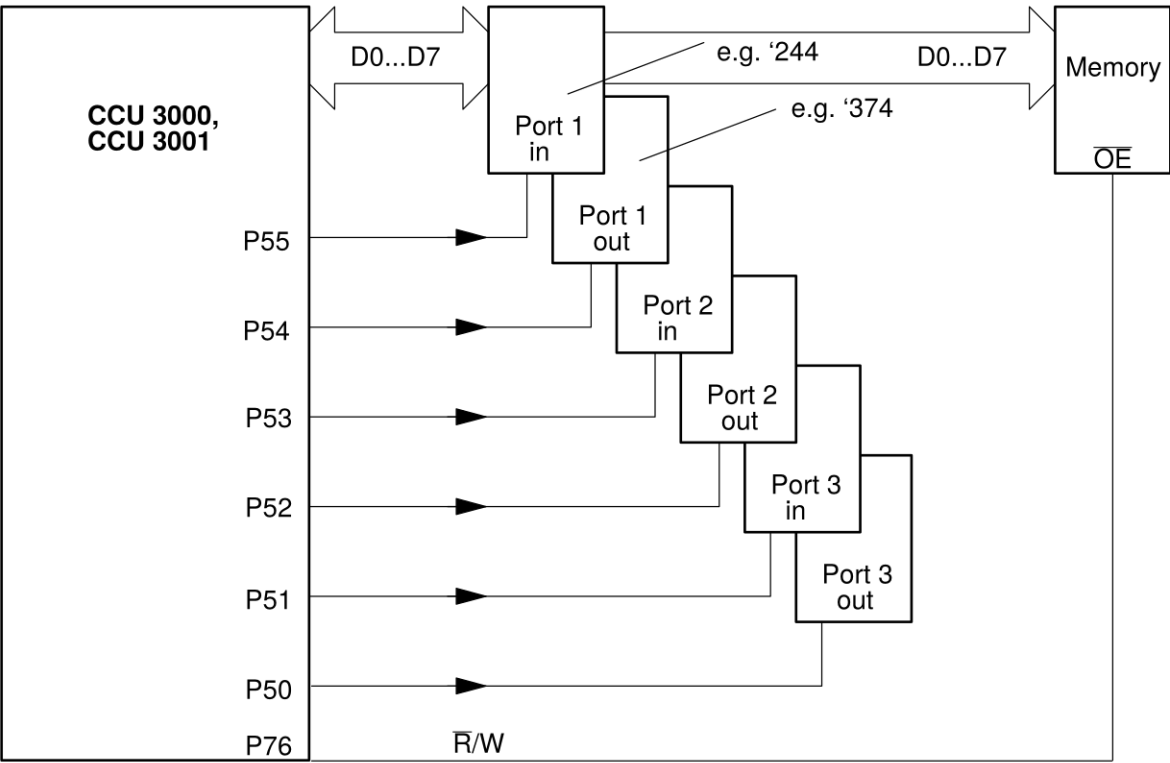 D0...D7
e.g. ‘244
D0...D7
Memory
CCU 3000,
CCU 3001
e.g. ‘374
Port 1
in
O̅E̅
Port 1
out
P55
Port 2
in
P54
Port 2
out
P53
Port 3
in
P52
Port 3
out
P51
P50
P76
R̅/W